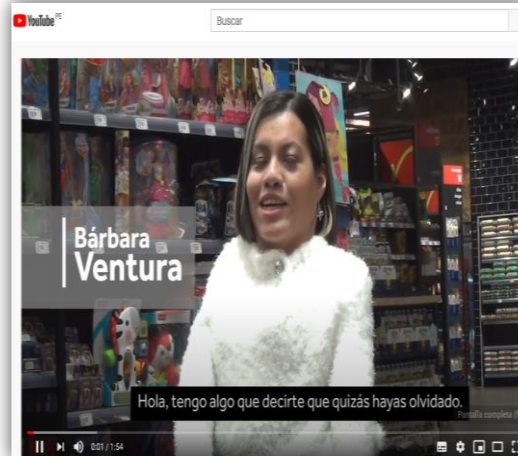 YouTube PE
Buscar
Bárbara
Ventura
Hola, tengo algo que decirte que quizás hayas olvidado.
Pantalla completa
0:01 / 1:54